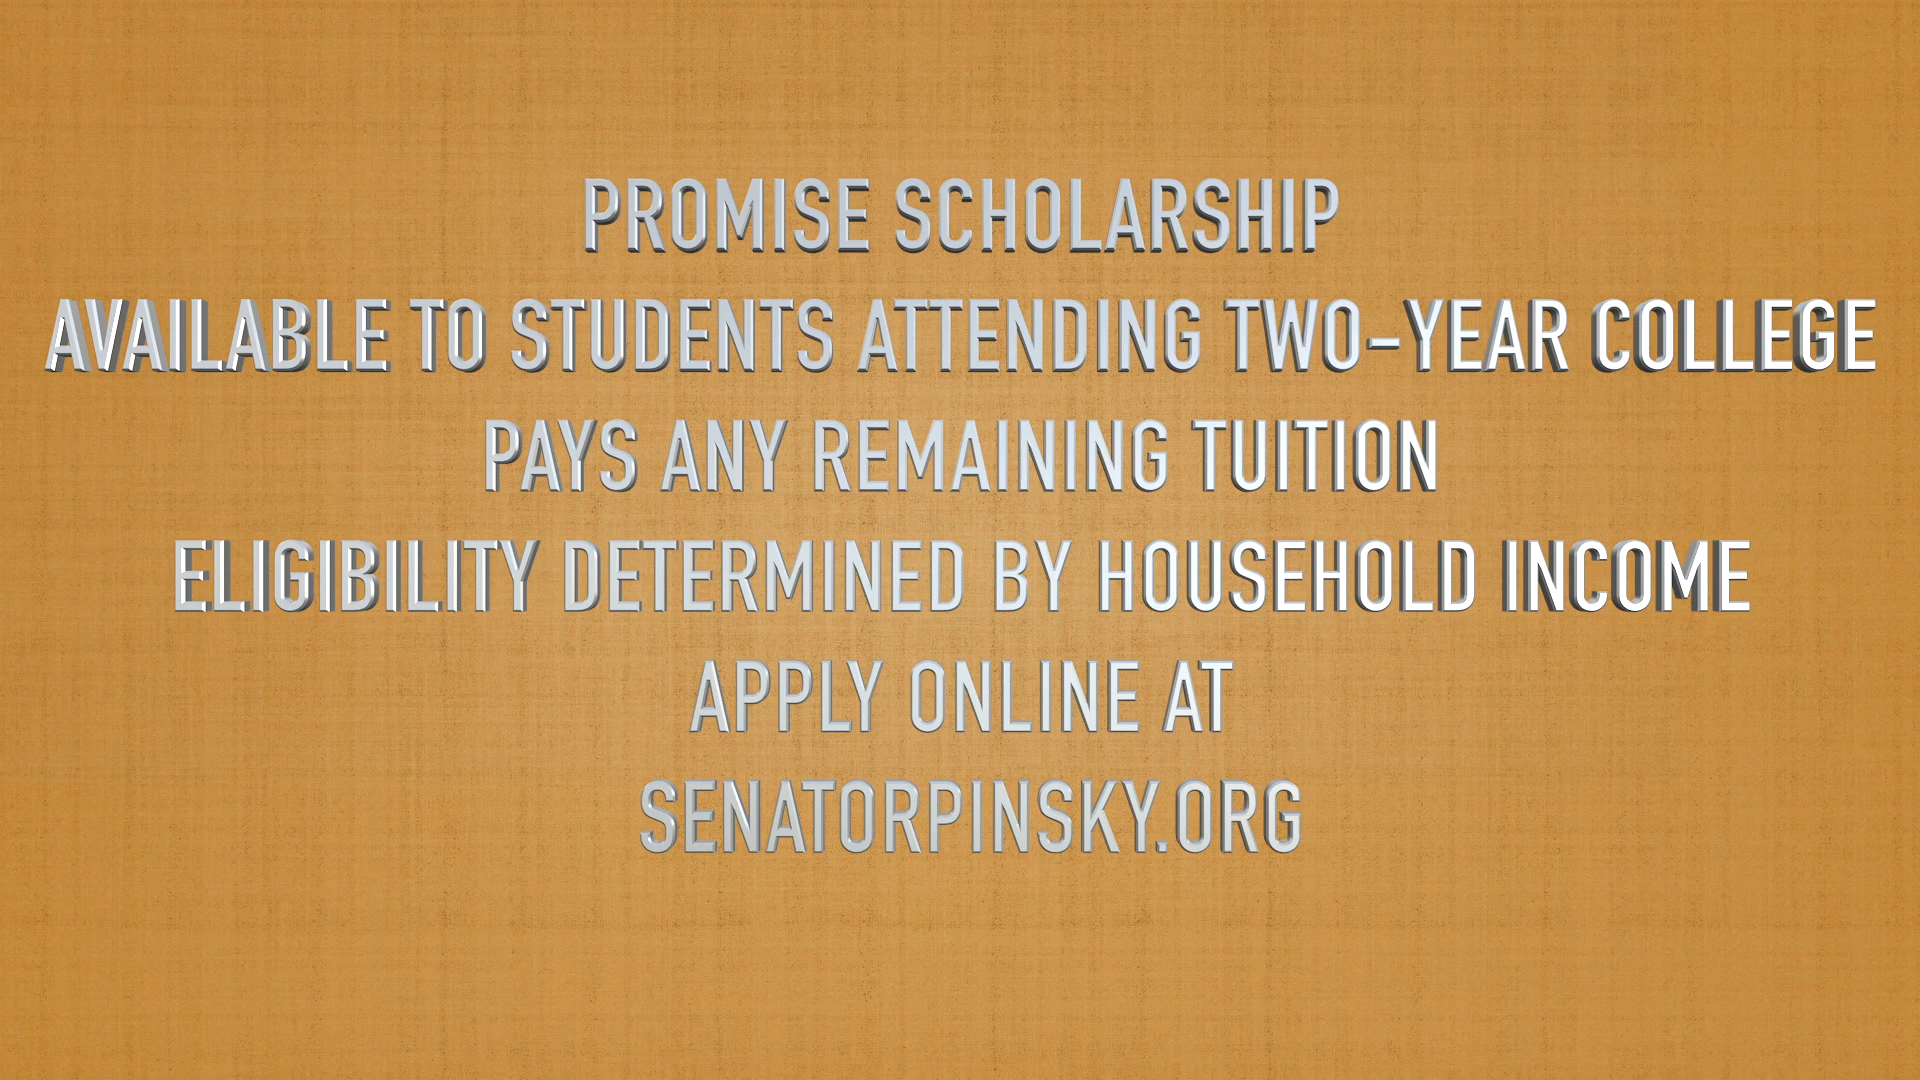 PROMISE SCHOLARSHIP
AVAILABLE TO STUDENTS ATTENDING TWO-YEAR COLLEGE
PAYS ANY REMAINING TUITION
ELIGIBILITY DETERMINED BY HOUSEHOLD INCOME
APPLY ONLINE AT
SENATORPINSKY.ORG